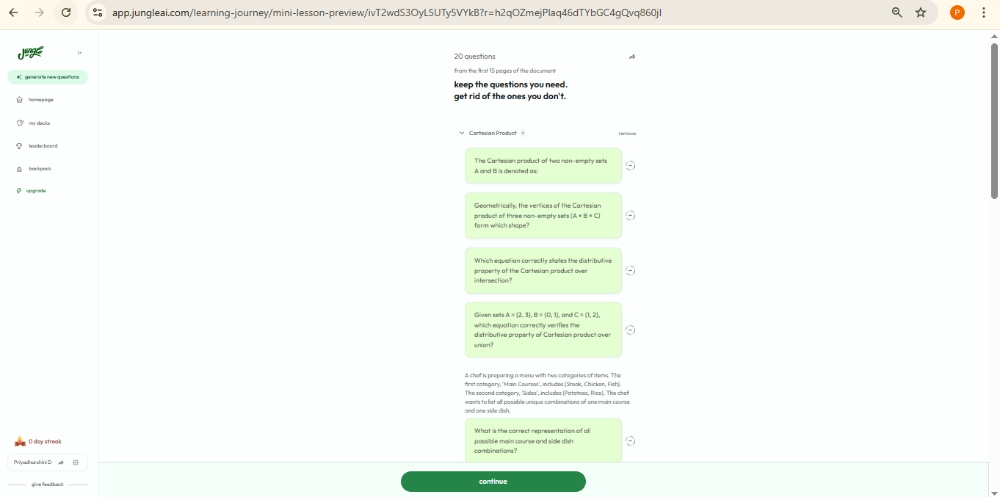 app.jungleai.com/learning-journey/mini-lesson-preview/ivT2wdS3OyL5UTy5VYkB?r=h2qOZmejPlaq46dTYbGC4gQvq860jI
P
Jungle
generate new questions
homepage
my decks
leaderboard
backpack
upgrade
0 day streak
Priyadharshini D
give feedback
20 questions
from the first 15 pages of the document
keep the questions you need.
get rid of the ones you don't.
Cartesian Product 6
remove
The Cartesian product of two non-empty sets
A and B is denoted as:
Geometrically, the vertices of the Cartesian
product of three non-empty sets (A × B × C)
form which shape?
Which equation correctly states the distributive
property of the Cartesian product over
intersection?
Given sets A = {2, 3}, B = {0, 1}, and C = {1, 2},
which equation correctly verifies the
distributive property of Cartesian product over
union?
A chef is preparing a menu with two categories of items. The
first category, 'Main Courses', includes {Steak, Chicken, Fish}.
The second category, 'Sides', includes {Potatoes, Rice}. The chef
wants to list all possible unique combinations of one main course
and one side dish.
What is the correct representation of all
possible main course and side dish
combinations?
continue